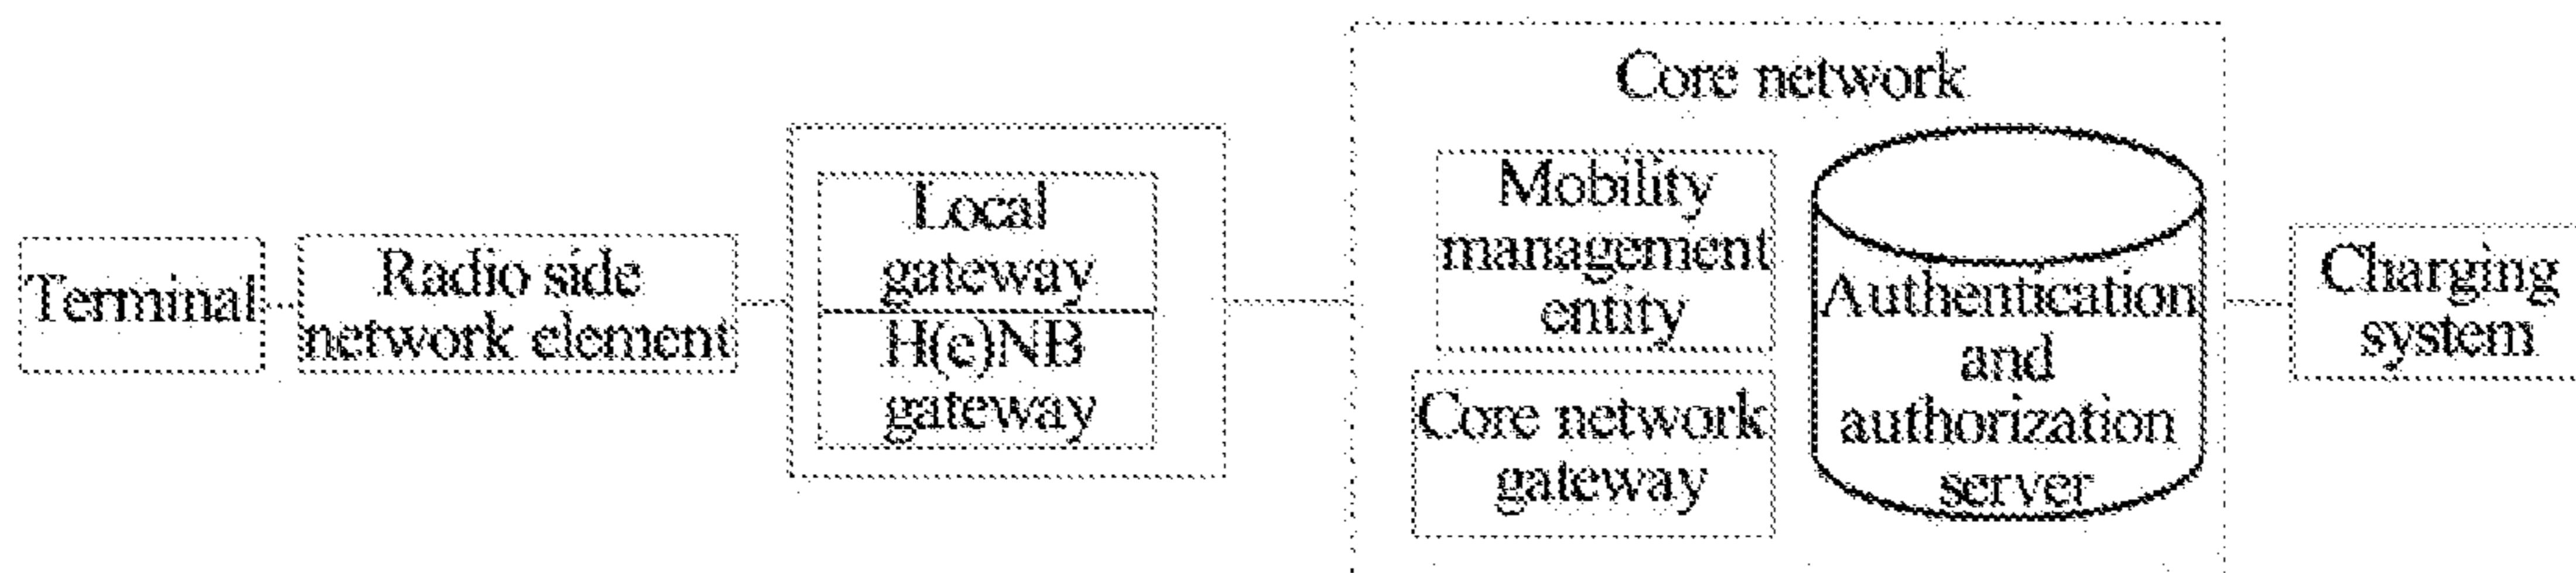 Terminal
Radio side
network element
Local
gateway
H(e)NB
gateway
Core network
Mobility
management
entity
Core network
gateway
Authentication
and
authorization
server
Charging
system